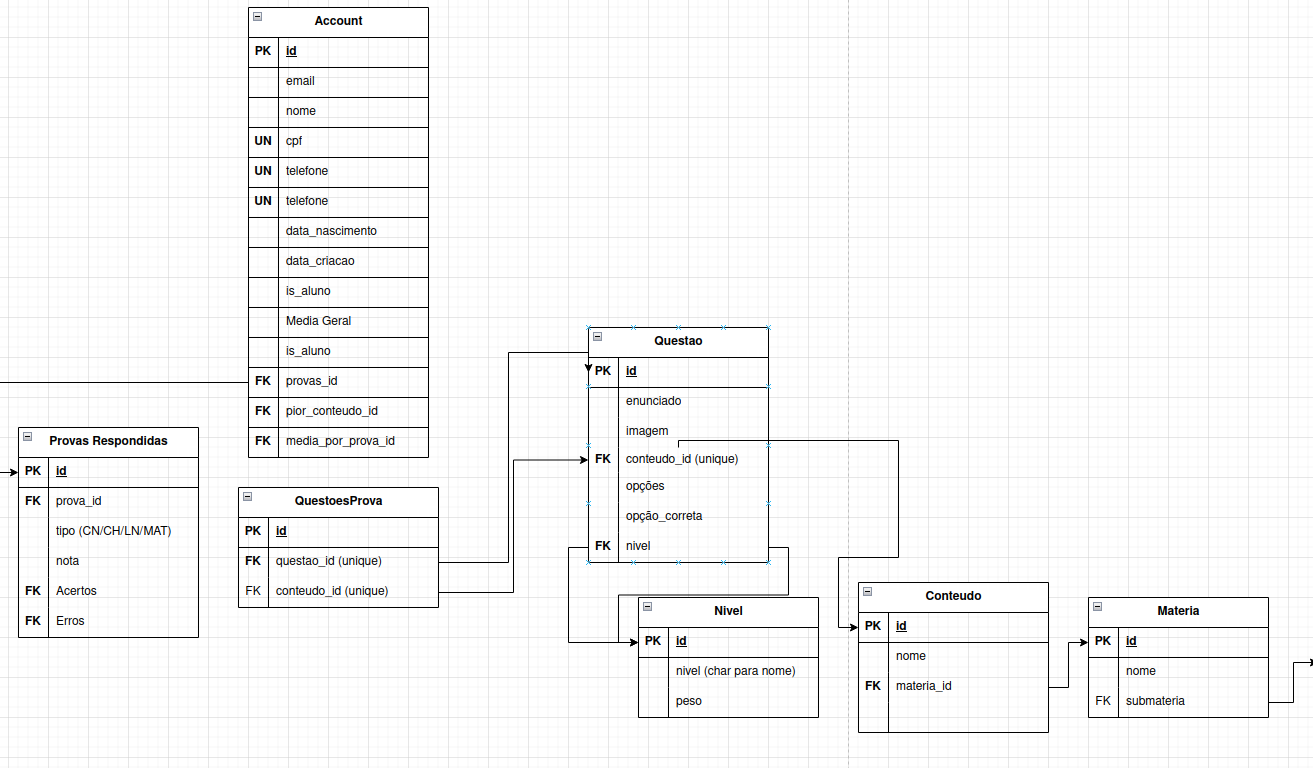 Account
PK id
email
nome
UN cpf
UN telefone
UN telefone
data_nascimento
data_criacao
is_aluno
Media Geral
is_aluno
FK provas_id
FK pior_conteudo_id
FK media_por_prova_id
Provas Respondidas
PK id
FK prova_id
tipo (CN/CH/LN/MAT)
nota
FK Acertos
FK Erros
QuestoesProva
PK id
FK questao_id (unique)
FK conteudo_id (unique)
Questao
PK id
enunciado
imagem
FK conteudo_id (unique)
opções
opção_correta
FK nivel
Nivel
PK id
nivel (char para nome)
peso
Conteudo
PK id
nome
FK materia_id
Materia
PK id
nome
FK submateria